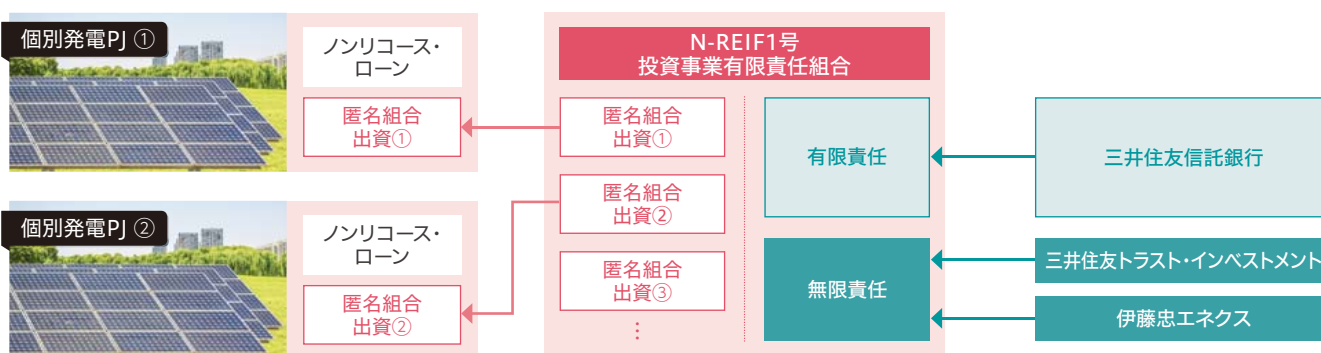 個別発電PJ ①
ノンリコース・
ローン
匿名組合
出資①
個別発電PJ ②
ノンリコース・
ローン
匿名組合
出資②
N-REIF1号
投資事業有限責任組合
匿名組合
出資①
匿名組合
出資②
匿名組合
出資③
⋮
有限責任
無限責任
三井住友信託銀行
三井住友トラスト・インベストメント
伊藤忠エネクス